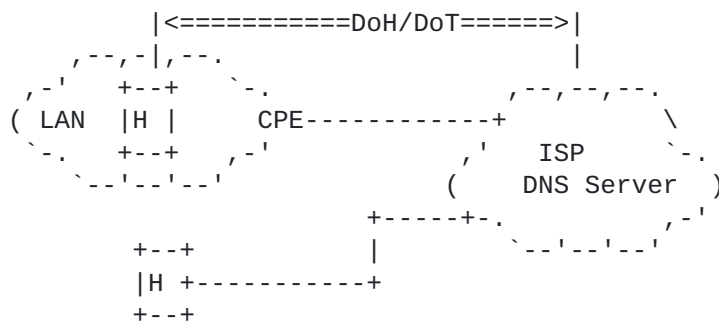 |<===========DoH/DoT======>|
,--,-|,--. |
,-' +--+ `-. ,--,--,--.
( LAN |H | CPE------------+ \
`-. +--+ ,-' ,' ISP `-.
`--'--'--' ( DNS Server )
+-----+-. ,-'
+--+ | `--'--'--'
|H +-----------+
+--+